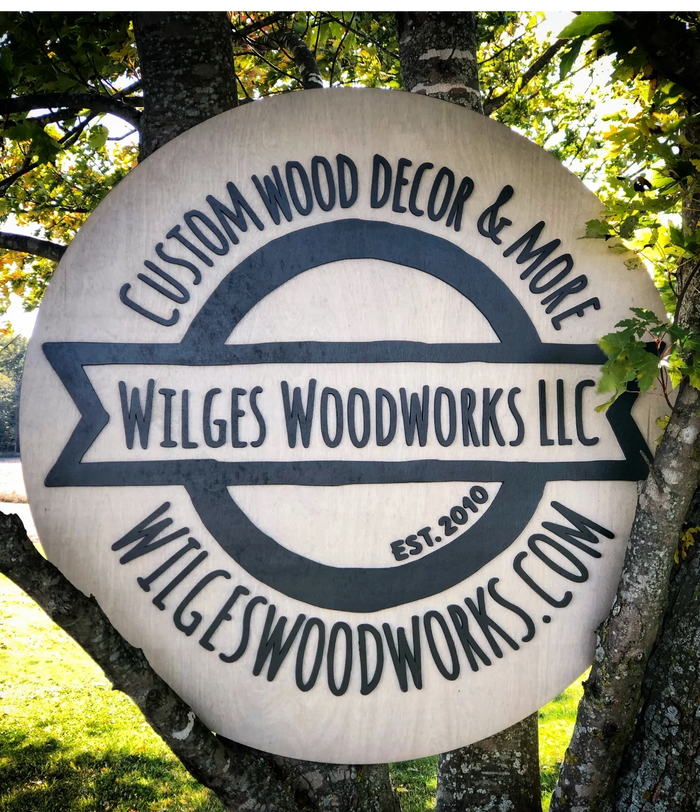 CUSTOM WOOD DECOR & MORE
WILGES WOODWORKS LLC
EST. 2010
WILGESWOODWORKS.COM